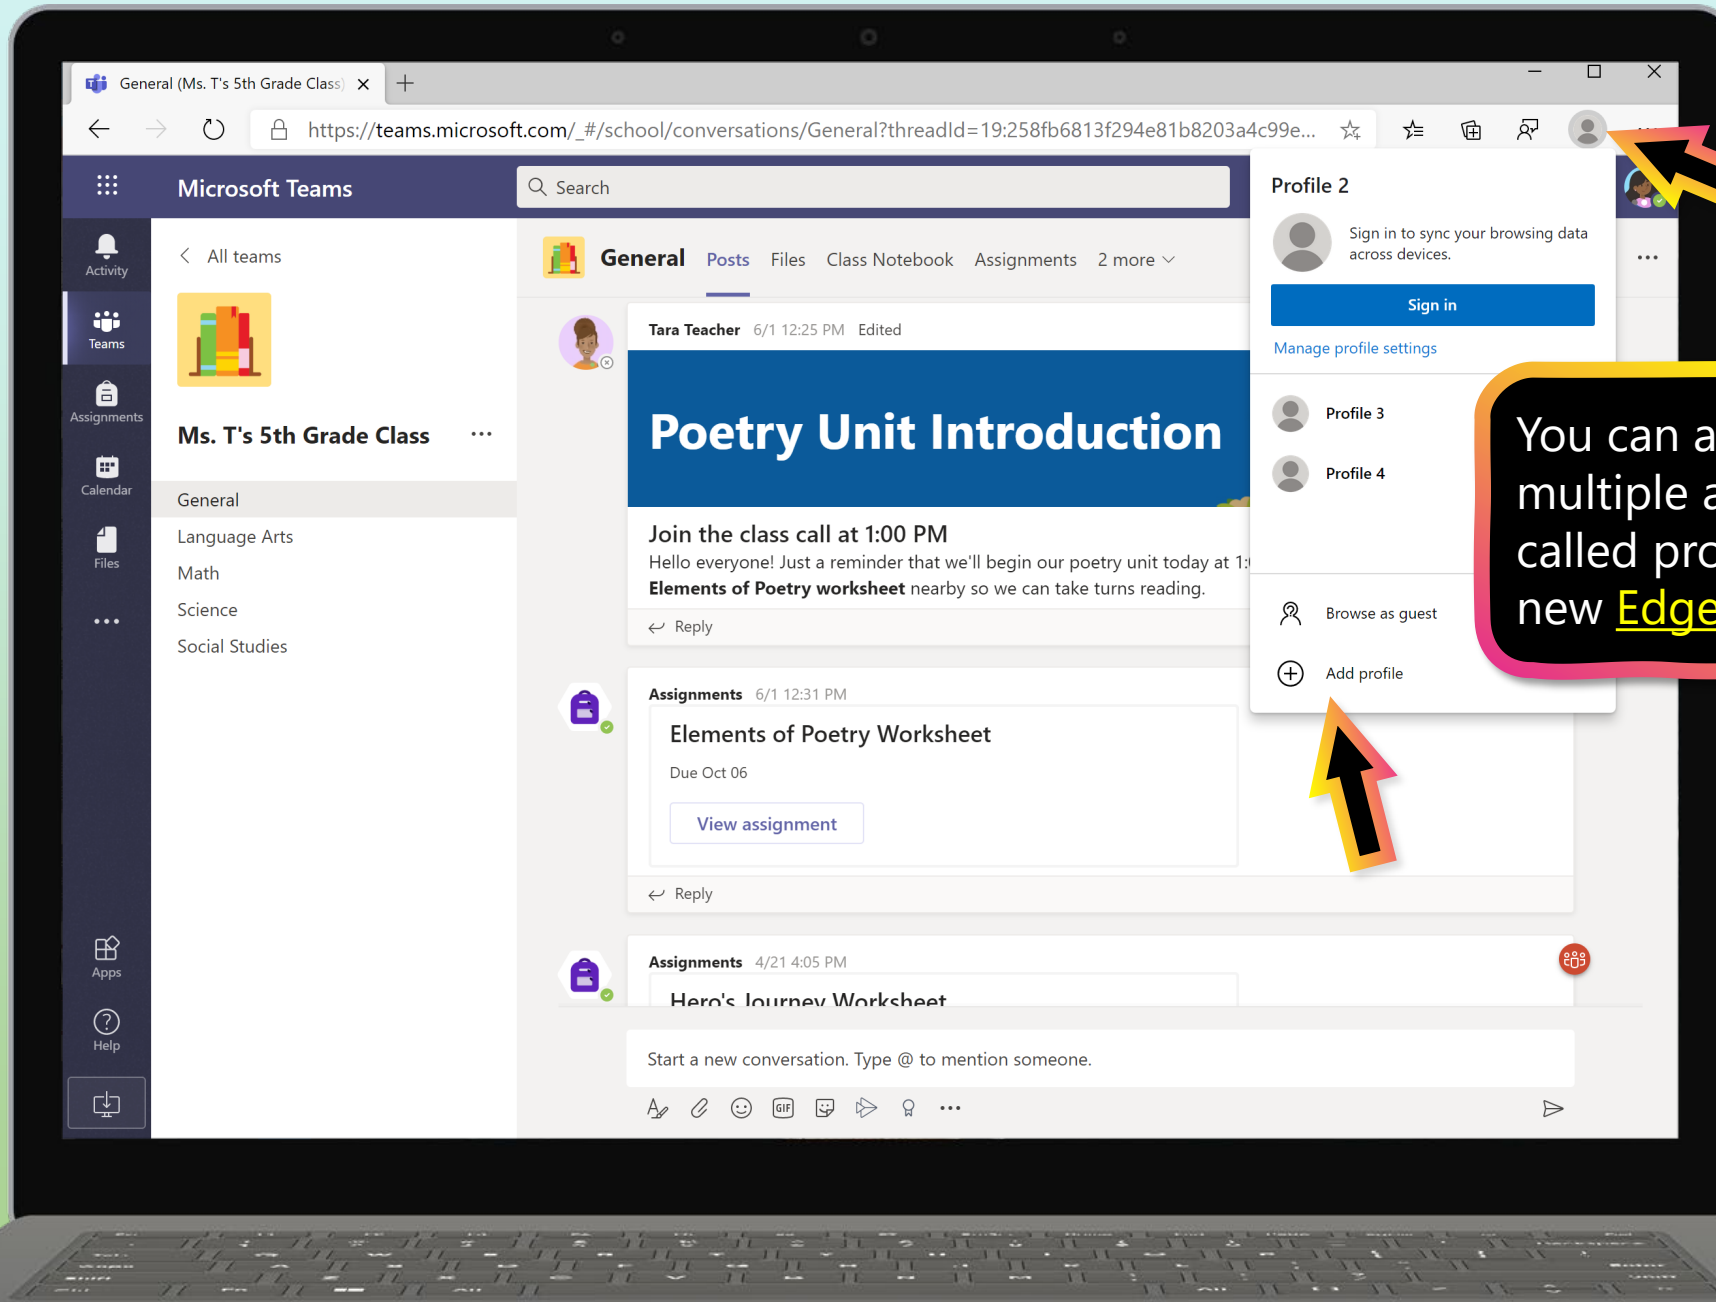 General (Ms. T's 5th Grade Class)
https://teams.microsoft.com/_#/school/conversations/General?threadId=19:258fb6813f294e81b8203a4c99e...
Microsoft Teams
Search
Activity
Teams
Assignments
Calendar
Files
Apps
Help
All teams
Ms. T's 5th Grade Class
General
Language Arts
Math
Science
Social Studies
General Posts Files Class Notebook Assignments 2 more
Tara Teacher 6/1 12:25 PM Edited
Poetry Unit Introduction
Join the class call at 1:00 PM
Hello everyone! Just a reminder that we'll begin our poetry unit today at
Elements of Poetry worksheet nearby so we can take turns reading.
Reply
Assignments 6/1 12:31 PM
Elements of Poetry Worksheet
Due Oct 06
View assignment
Reply
Assignments 4/21 4:05 PM
Hero's Journey Worksheet
Start a new conversation. Type @ to mention someone.
GIF
Profile 2
Sign in to sync your browsing data
across devices.
Sign in
Manage profile settings
Profile 3
Profile 4
Browse as guest
Add profile
You can a
multiple a
called pro
new Edge